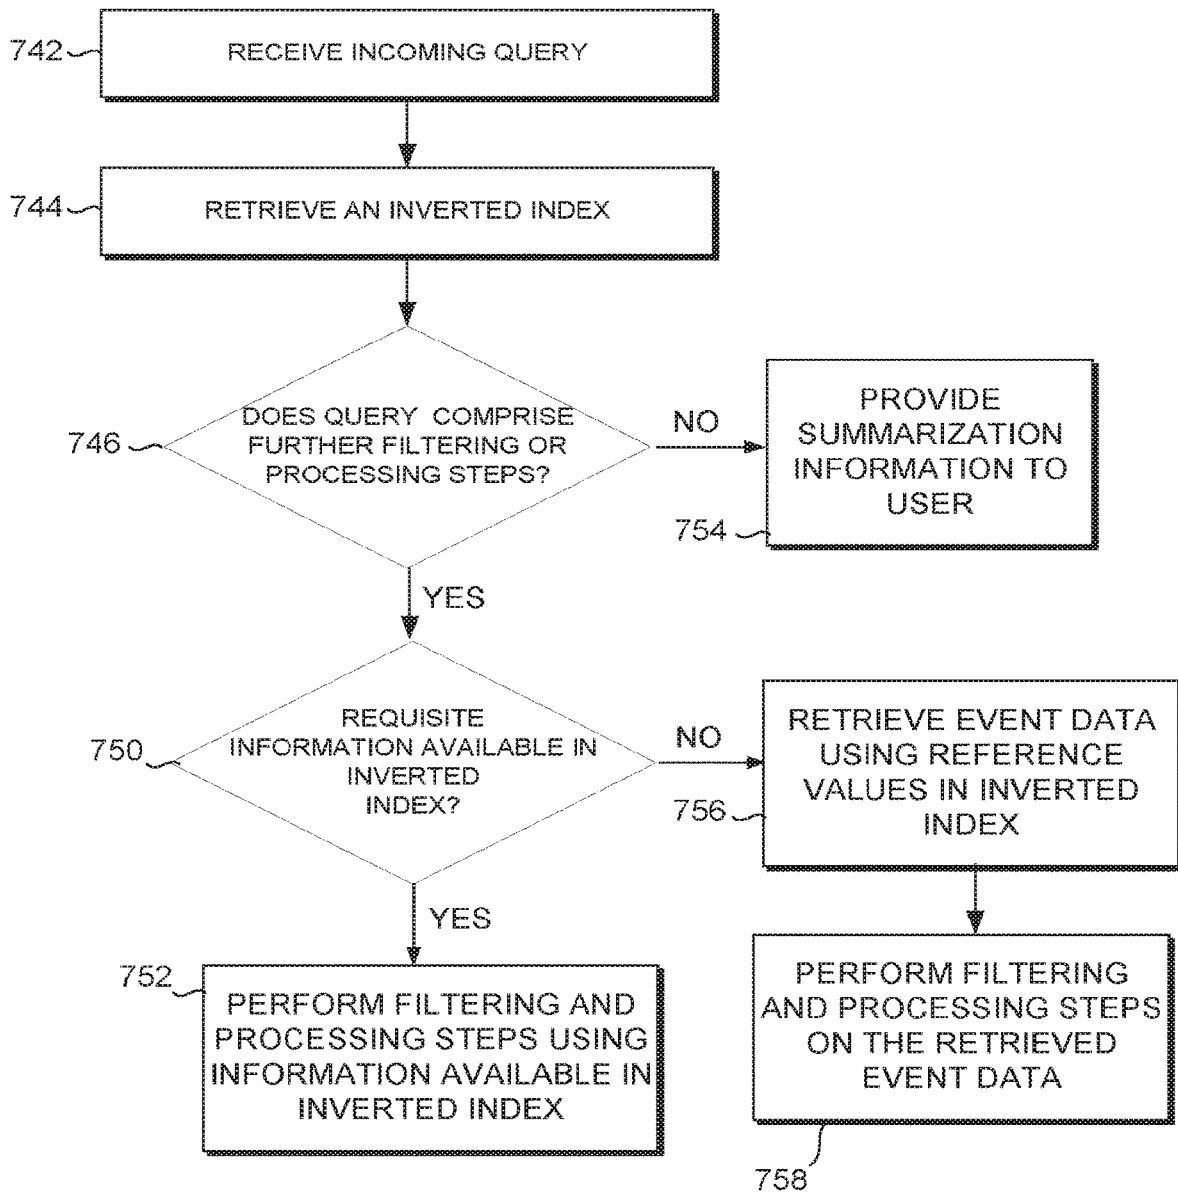 742
RECEIVE INCOMING QUERY
744
RETRIEVE AN INVERTED INDEX
746
DOES QUERY COMPRISE
FURTHER FILTERING OR
PROCESSING STEPS?
NO
PROVIDE
SUMMARIZATION
INFORMATION TO
USER
754
YES
750
REQUISITE
INFORMATION AVAILABLE IN
INVERTED
INDEX?
NO
RETRIEVE EVENT DATA
USING REFERENCE
VALUES IN INVERTED
INDEX
756
YES
752
PERFORM FILTERING AND
PROCESSING STEPS USING
INFORMATION AVAILABLE IN
INVERTED INDEX
PERFORM FILTERING
AND PROCESSING STEPS
ON THE RETRIEVED
EVENT DATA
758